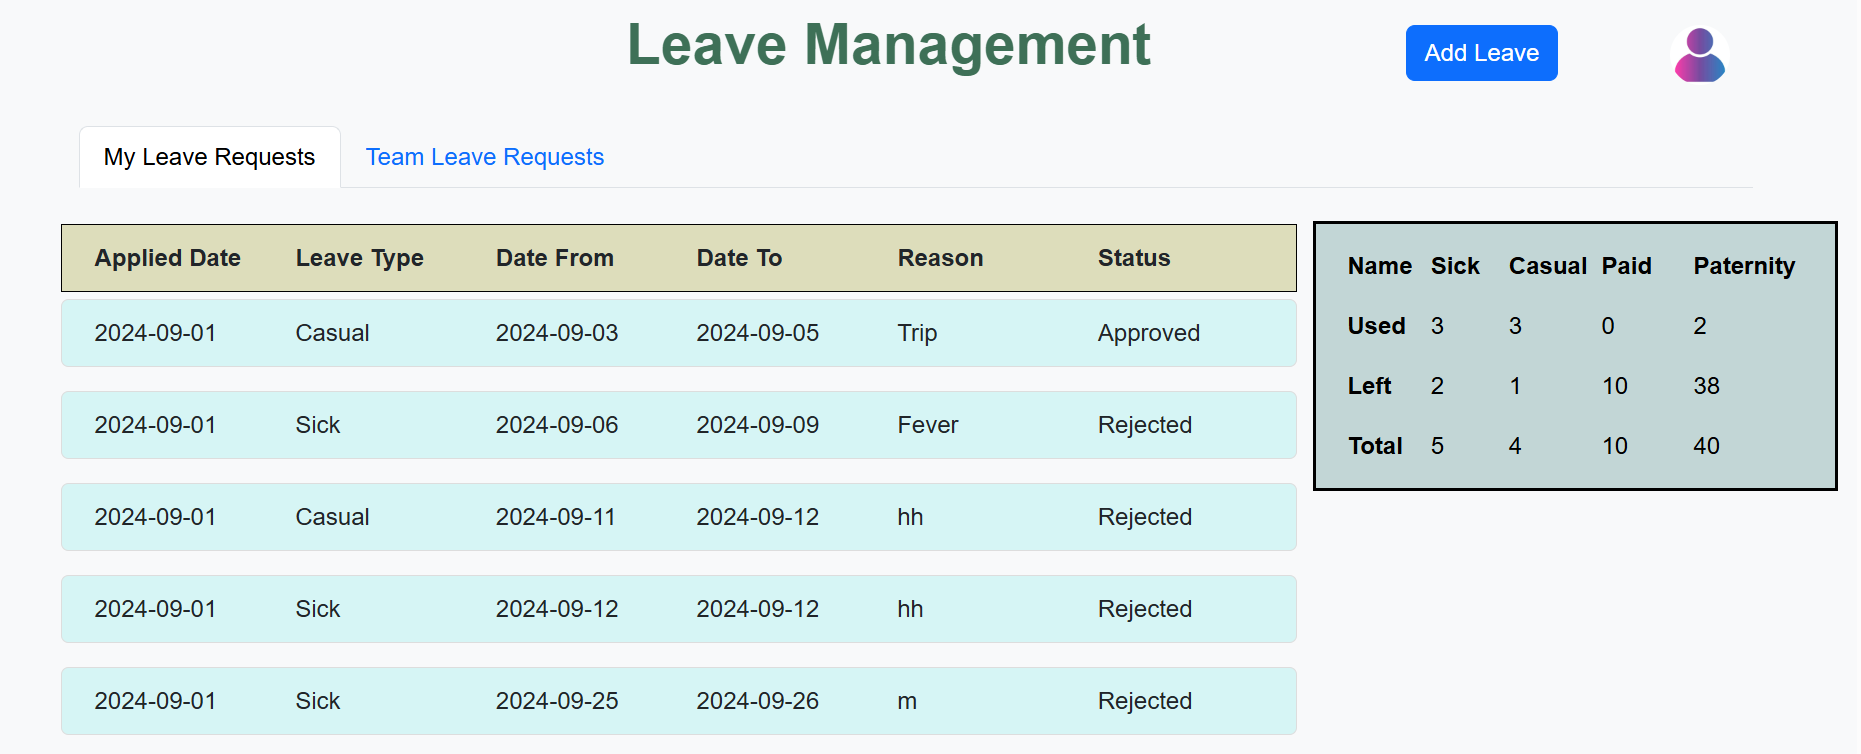 Leave Management
Add Leave
My Leave Requests Team Leave Requests
Applied Date Leave Type Date From Date To Reason Status
2024-09-01 Casual 2024-09-03 2024-09-05 Trip Approved
2024-09-01 Sick 2024-09-06 2024-09-09 Fever Rejected
2024-09-01 Casual 2024-09-11 2024-09-12 hh Rejected
2024-09-01 Sick 2024-09-12 2024-09-12 hh Rejected
2024-09-01 Sick 2024-09-25 2024-09-26 m Rejected
Name Sick Casual Paid Paternity
Used 3 3 0 2
Left 2 1 10 38
Total 5 4 10 40